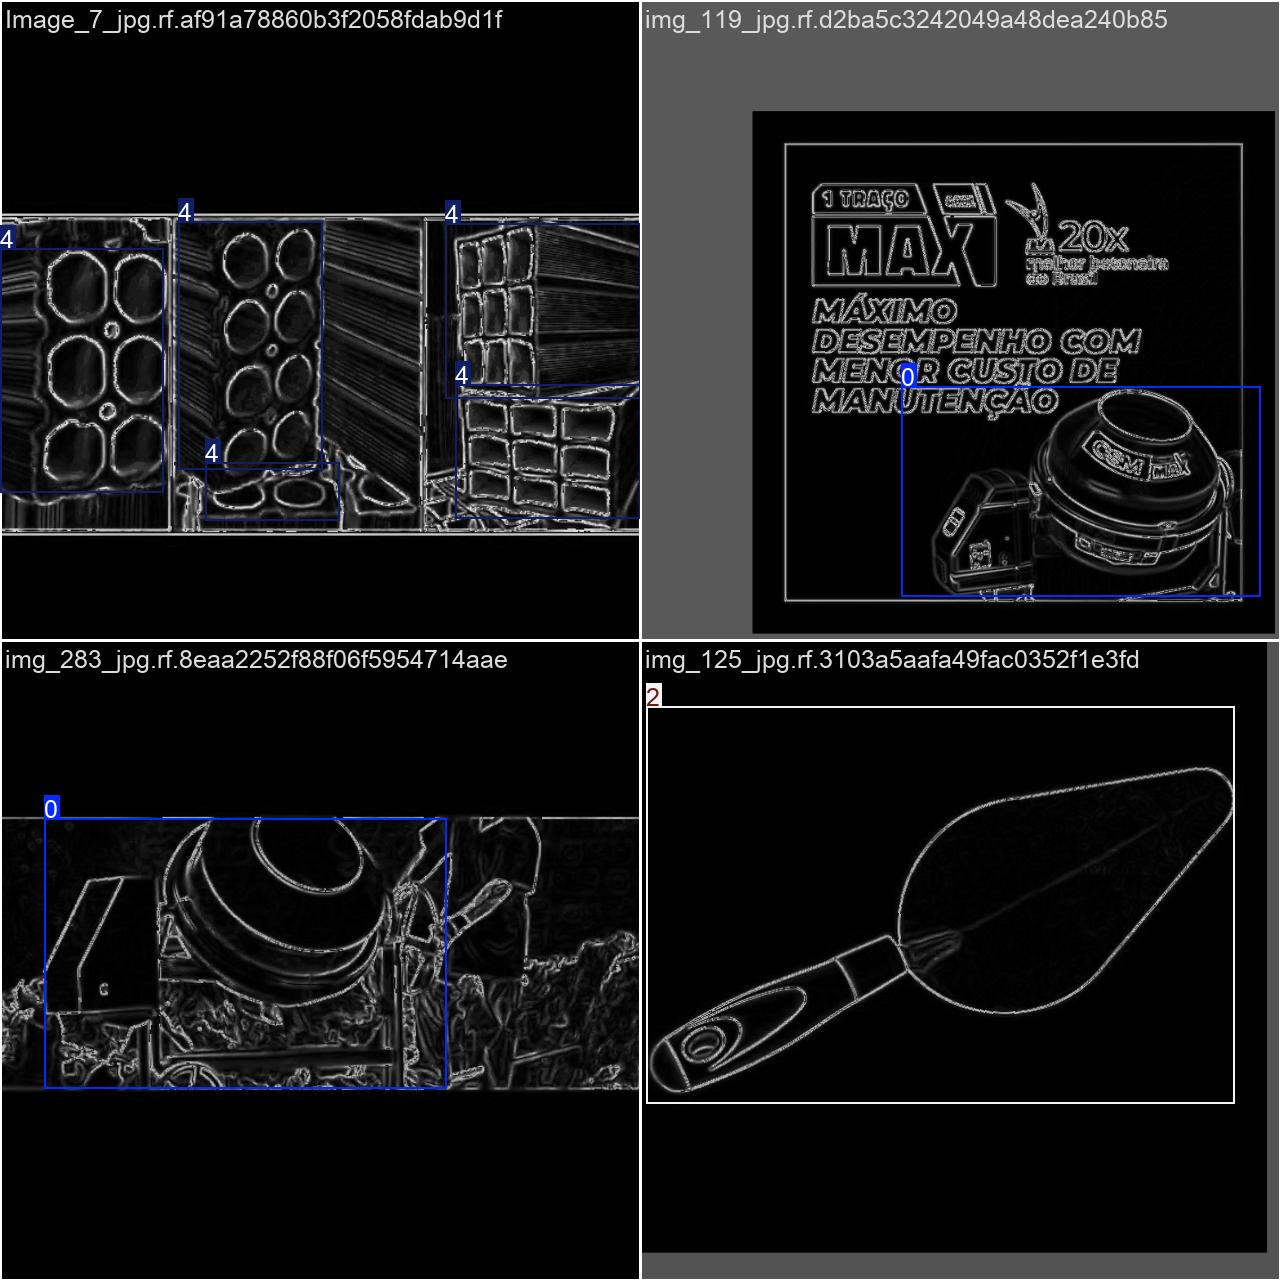 Image_7_jpg.rf.af91a78860b3f2058fdab9d1f
4
4
4
4
4
img_119_jpg.rf.d2ba5c3242049a48dea240b85
1 TRAÇO
MAX
20x
melhor betoneira
do Brasil
MÁXIMO
DESEMPENHO COM
MENOR CUSTO DE
MANUTENÇÃO
0
CSM MAX
img_283_jpg.rf.8eaa2252f88f06f5954714aae
0
img_125_jpg.rf.3103a5aafa49fac0352f1e3fd
2